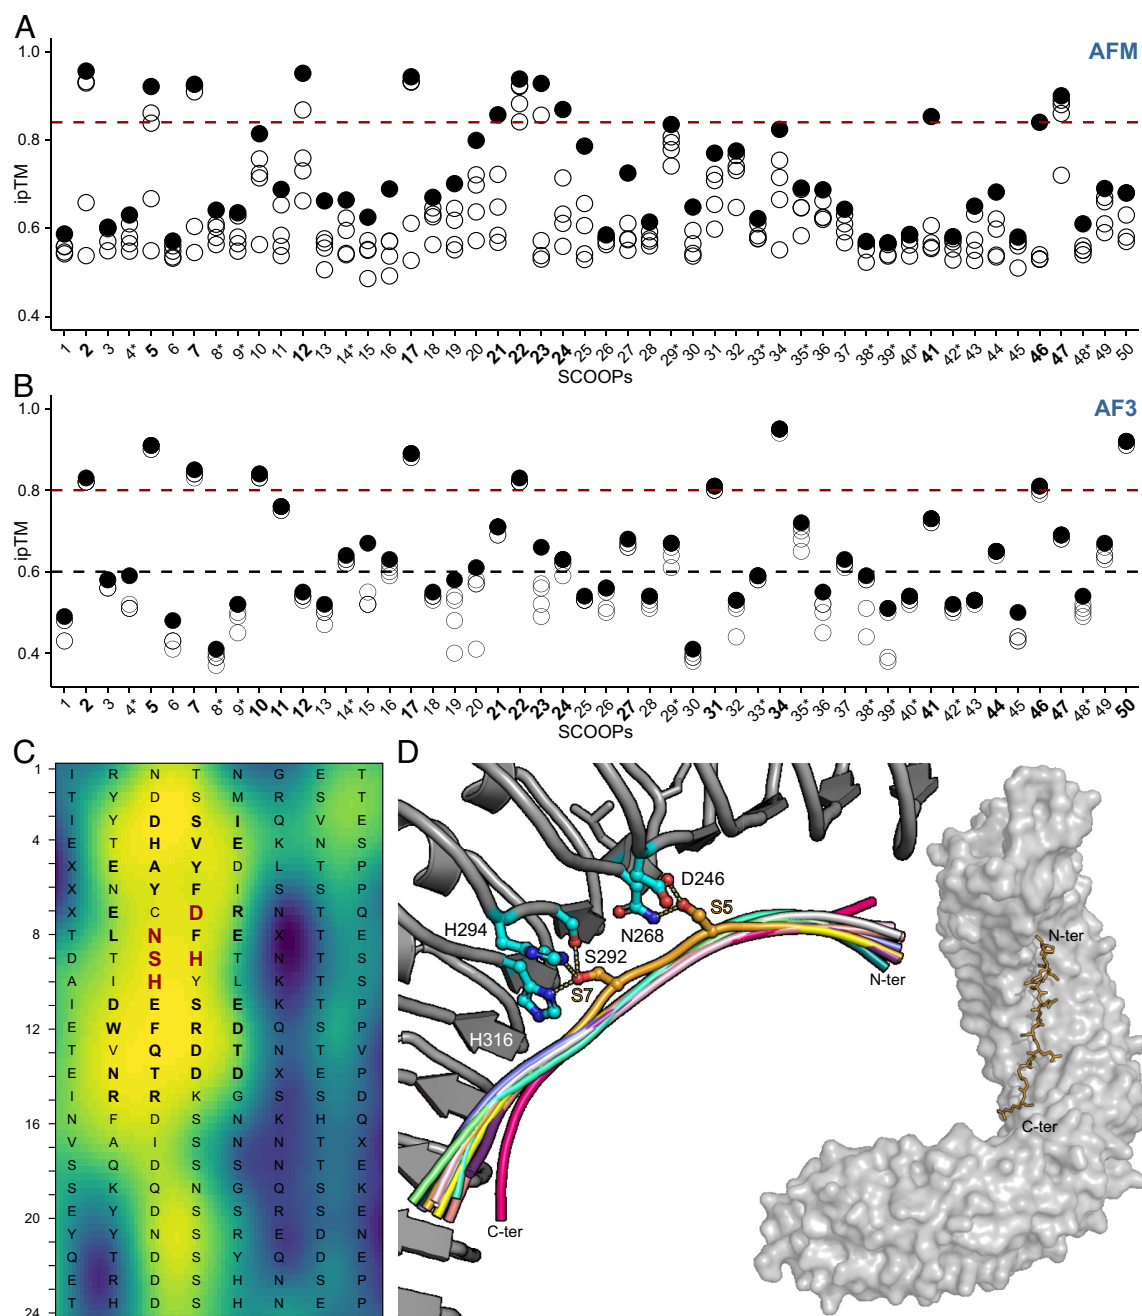 A
AFM
1.0
0.8
0.6
0.4
ipTM
1 2 3 4* 5 6 7 8* 9* 10 11 12 13 14* 15 16 17 18 19 20 21 22 23 24 25 26 27 28 29* 30 31 32 33* 34 35* 36 37 38* 39* 40* 41 42* 43 44 45 46 47 48* 49 50
SCOOPs
B
AF3
1.0
0.8
0.6
0.4
ipTM
1 2 3 4* 5 6 7 8* 9* 10 11 12 13 14* 15 16 17 18 19 20 21 22 23 24 25 26 27 28 29* 30 31 32 33* 34 35* 36 37 38* 39* 40* 41 42* 43 44 45 46 47 48* 49 50
SCOOPs
C
1 I R N T N G E T
T Y D S M R S T
I Y D S I Q V E
4 E T H V E K N S
X E A Y D L T P
X N Y F I S S P
X E C D R N T Q
8 T L N F E X T E
D T S H T N T S
A I H Y L K T S
I D E S E K T P
12 E W F R D Q S P
T V Q D T N T V
E N T D D X E P
I R R K G S S D
16 N F D S N K H Q
V A I S N N T X
S Q D S S N T E
S K Q N G Q S K
20 E Y D S S R S E
Y Y N S R E D N
Q T D S Y Q D E
E R D S H N S P
24 T H D S H N E P
D
D246
S5
N268
H294
S292
S7
H316
N-ter
C-ter
N-ter
C-ter